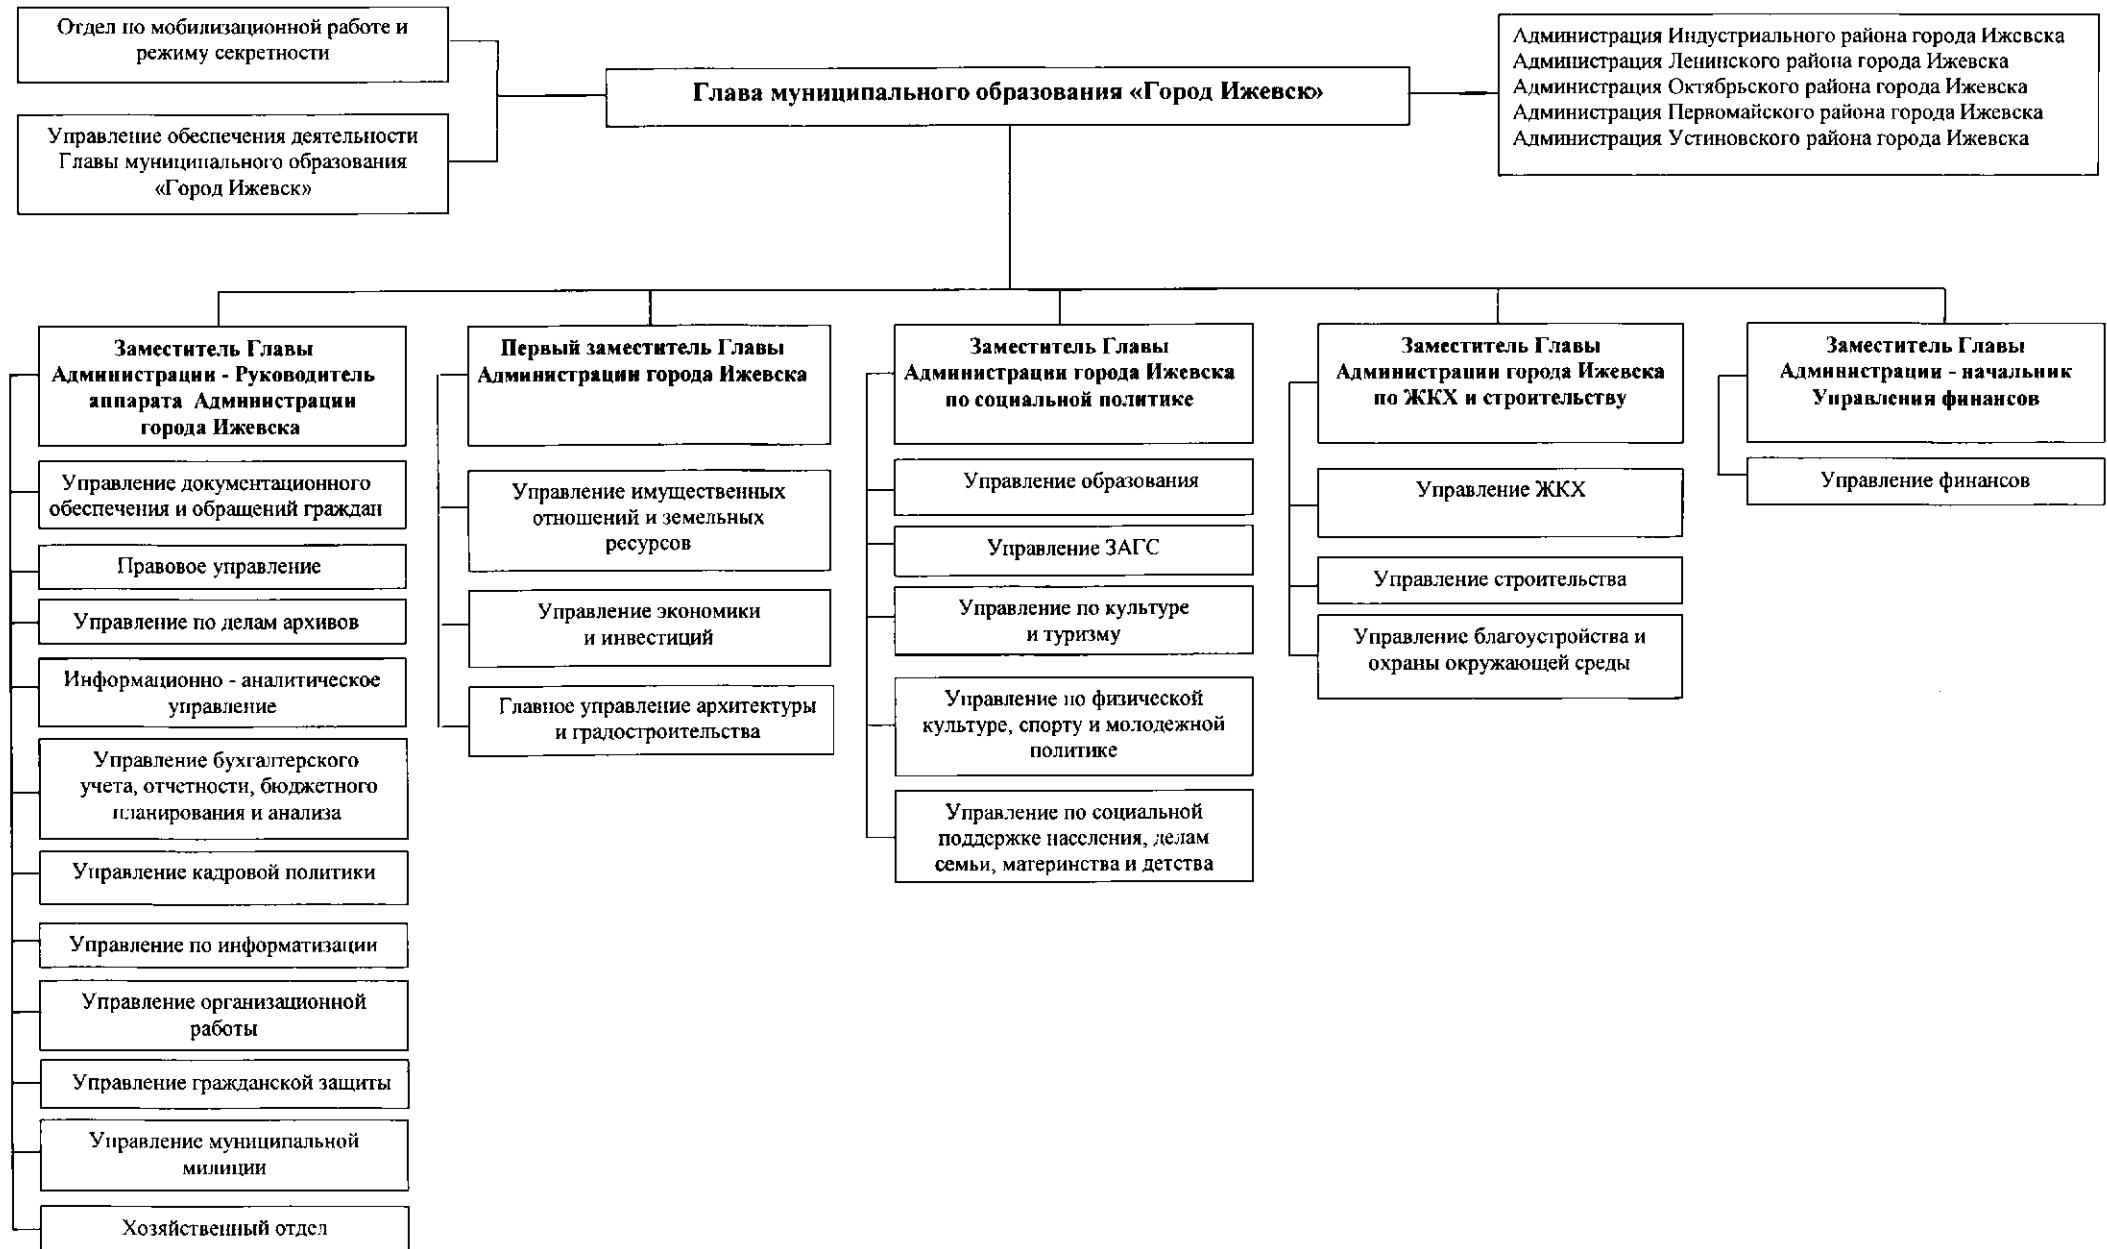 Отдел по мобилизационной работе и
режиму секретности
Управление обеспечения деятельности
Главы муниципального образования
«Город Ижевск»
Глава муниципального образования «Город Ижевск»
Администрация Индустриального района города Ижевска
Администрация Ленинского района города Ижевска
Администрация Октябрьского района города Ижевска
Администрация Первомайского района города Ижевска
Администрация Устиновского района города Ижевска
Заместитель Главы
Администрации - Руководитель
аппарата Администрации
города Ижевска
Управление документационного
обеспечения и обращений граждан
Правовое управление
Управление по делам архивов
Информационно - аналитическое
управление
Управление бухгалтерского
учета, отчетности, бюджетного
планирования и анализа
Управление кадровой политики
Управление по информатизации
Управление организационной
работы
Управление гражданской защиты
Управление муниципальной
милиции
Хозяйственный отдел
Первый заместитель Главы
Администрации города Ижевска
Управление имущественных
отношений и земельных
ресурсов
Управление экономики
и инвестиций
Главное управление архитектуры
и градостроительства
Заместитель Главы
Администрации города Ижевска
по социальной политике
Управление образования
Управление ЗАГС
Управление по культуре
и туризму
Управление по физической
культуре, спорту и молодежной
политике
Управление по социальной
поддержке населения, делам
семьи, материнства и детства
Заместитель Главы
Администрации города Ижевска
по ЖКХ и строительству
Управление ЖКХ
Управление строительства
Управление благоустройства и
охраны окружающей среды
Заместитель Главы
Администрации - начальник
Управления финансов
Управление финансов